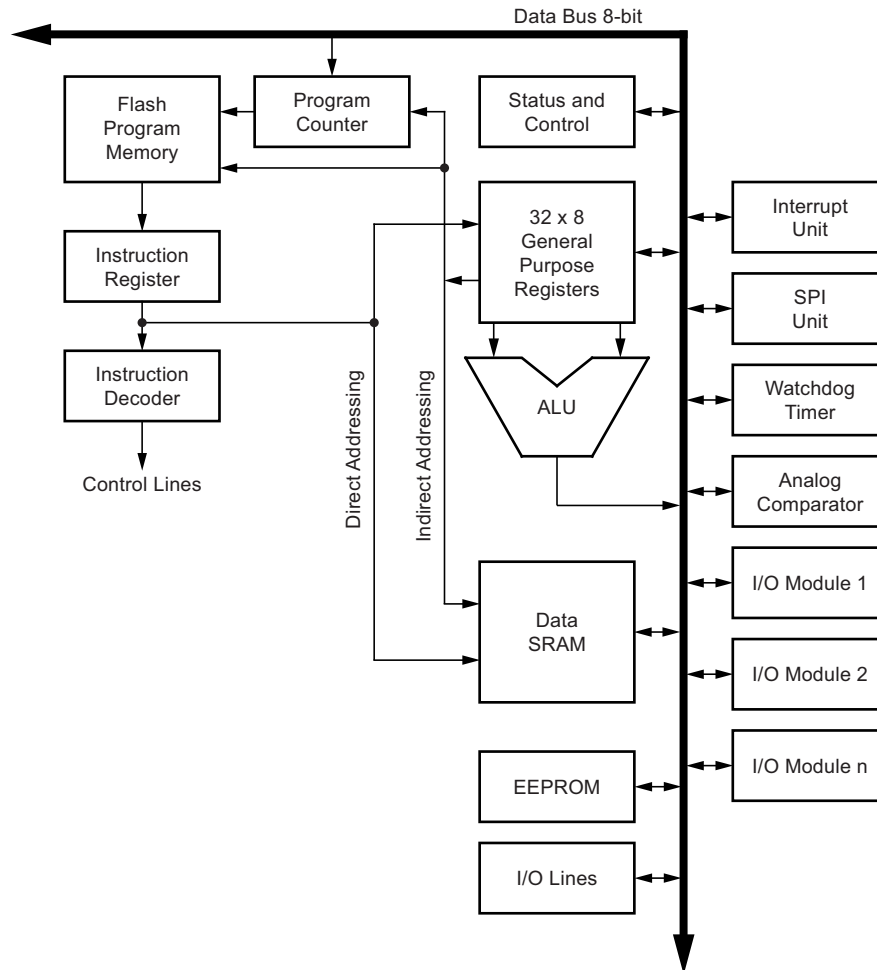 Data Bus 8-bit
Flash
Program
Memory
Program
Counter
Status and
Control
32 x 8
General
Purpose
Registers
Interrupt
Unit
Instruction
Register
SPI
Unit
Instruction
Decoder
ALU
Watchdog
Timer
Control Lines
Direct Addressing
Indirect Addressing
Analog
Comparator
Data
SRAM
I/O Module 1
I/O Module 2
EEPROM
I/O Module n
I/O Lines